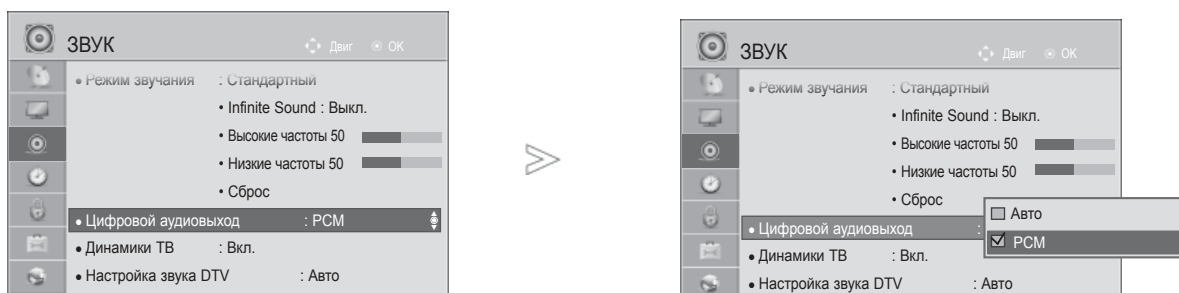 ЗВУК
Двиг OK
• Режим звучания : Стандартный
• Infinite Sound : Выкл.
• Высокие частоты 50
• Низкие частоты 50
• Сброс
• Цифровой аудиовыход : PCM
• Динамики ТВ : Вкл.
• Настройка звука DTV : Авто
ЗВУК
Двиг OK
• Режим звучания : Стандартный
• Infinite Sound : Выкл.
• Высокие частоты 50
• Низкие частоты 50
• Сброс
• Цифровой аудиовыход :
Авто
PCM
• Динамики ТВ : Вкл.
• Настройка звука DTV : Авто